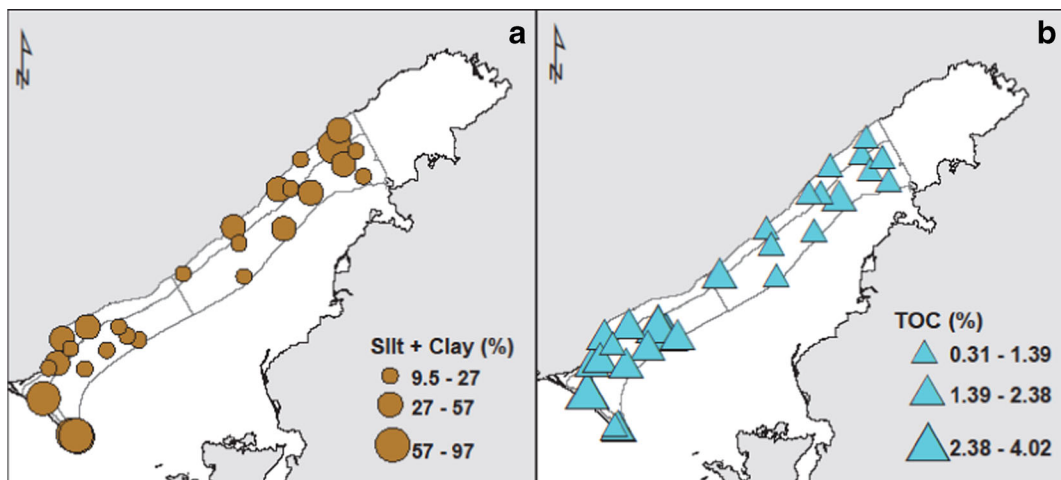 a
N
SIlt + Clay (%)
9.5 - 27
27 - 57
57 - 97
b
N
TOC (%)
0.31 - 1.39
1.39 - 2.38
2.38 - 4.02